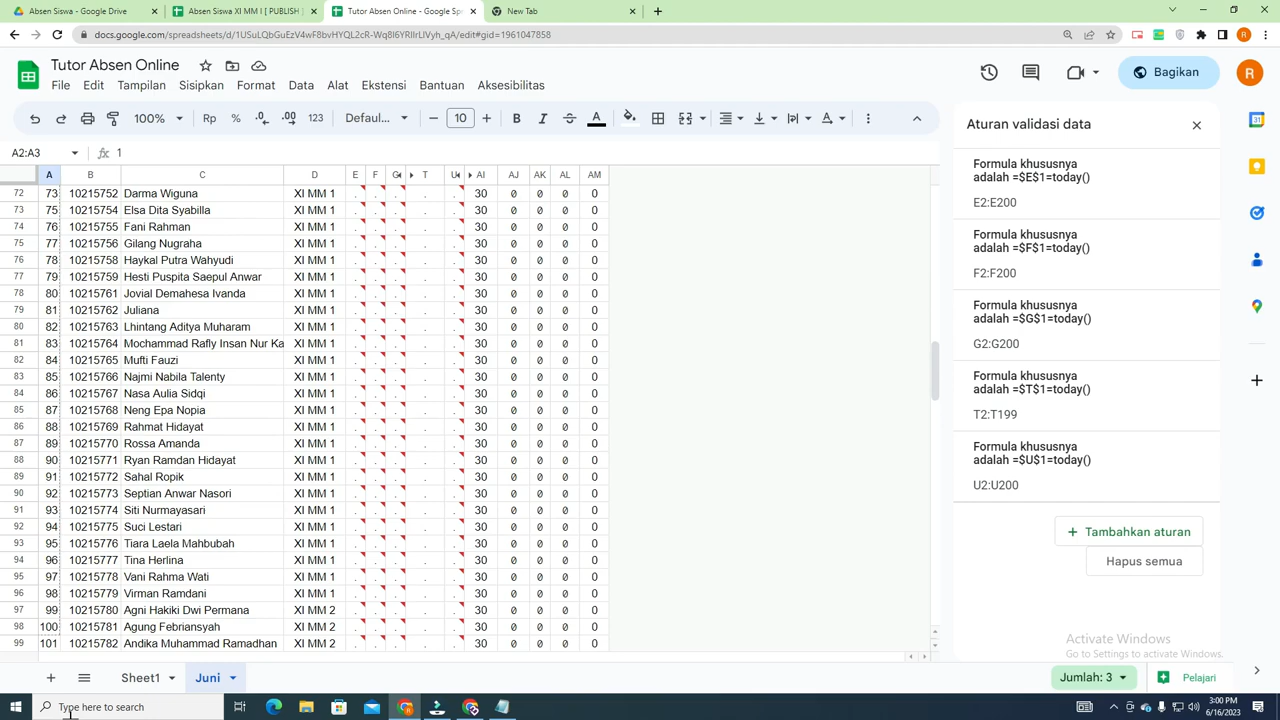 Absen Siswa - Google Drive
Absen Siswa XI MM I [ PUBLISH ]
Tutor Absen Online - Google Spr
New Tab
docs.google.com/spreadsheets/d/1USuLQbGuEzV4wF8bvHYQL2cR-Wq8I6YRIIrLIVyh_qA/edit#gid=1961047858
Tutor Absen Online
File Edit Tampilan Sisipkan Format Data Alat Ekstensi Bantuan Aksesibilitas
Bagikan
R
100% Rp % .0 .00 123 Defaul... 10 B I A
A2:A3 fx 1
A B C D E F G T U AI AJ AK AL AM
72 73 10215752 Darma Wiguna XI MM 1 . . . . . 30 0 0 0 0
73 75 10215754 Elsa Dita Syabilla XI MM 1 . . . . . 30 0 0 0 0
74 76 10215755 Fani Rahman XI MM 1 . . . . . 30 0 0 0 0
75 77 10215756 Gilang Nugraha XI MM 1 . . . . . 30 0 0 0 0
76 78 10215758 Haykal Putra Wahyudi XI MM 1 . . . . . 30 0 0 0 0
77 79 10215759 Hesti Puspita Saepul Anwar XI MM 1 . . . . . 30 0 0 0 0
78 80 10215761 Jovial Demahesa Ivanda XI MM 1 . . . . . 30 0 0 0 0
79 81 10215762 Juliana XI MM 1 . . . . . 30 0 0 0 0
80 82 10215763 Lhintang Aditya Muharam XI MM 1 . . . . . 30 0 0 0 0
81 83 10215764 Mochammad Rafly Insan Nur Ka XI MM 1 . . . . . 30 0 0 0 0
82 84 10215765 Mufti Fauzi XI MM 1 . . . . . 30 0 0 0 0
83 85 10215766 Najmi Nabila Talenty XI MM 1 . . . . . 30 0 0 0 0
84 86 10215767 Nasa Aulia Sidqi XI MM 1 . . . . . 30 0 0 0 0
85 87 10215768 Neng Epa Nopia XI MM 1 . . . . . 30 0 0 0 0
86 88 10215769 Rahmat Hidayat XI MM 1 . . . . . 30 0 0 0 0
87 89 10215770 Rossa Amanda XI MM 1 . . . . . 30 0 0 0 0
88 90 10215771 Ryan Ramdan Hidayat XI MM 1 . . . . . 30 0 0 0 0
89 91 10215772 Sahal Ropik XI MM 1 . . . . . 30 0 0 0 0
90 92 10215773 Septian Anwar Nasori XI MM 1 . . . . . 30 0 0 0 0
91 93 10215774 Siti Nurmayasari XI MM 1 . . . . . 30 0 0 0 0
92 94 10215775 Suci Lestari XI MM 1 . . . . . 30 0 0 0 0
93 95 10215776 Tiara Laela Mahbubah XI MM 1 . . . . . 30 0 0 0 0
94 96 10215777 Tina Herlina XI MM 1 . . . . . 30 0 0 0 0
95 97 10215778 Vani Rahma Wati XI MM 1 . . . . . 30 0 0 0 0
96 98 10215779 Virman Ramdani XI MM 1 . . . . . 30 0 0 0 0
97 99 10215780 Agni Hakiki Dwi Permana XI MM 2 . . . . . 30 0 0 0 0
98 100 10215781 Agung Febriansyah XI MM 2 . . . . . 30 0 0 0 0
99 101 10215782 Andika Muhammad Ramadhan XI MM 2 . . . . . 30 0 0 0 0
Aturan validasi data
Formula khususnya
adalah =$E$1=today()
E2:E200
Formula khususnya
adalah =$F$1=today()
F2:F200
Formula khususnya
adalah =$G$1=today()
G2:G200
Formula khususnya
adalah =$T$1=today()
T2:T199
Formula khususnya
adalah =$U$1=today()
U2:U200
Tambahkan aturan
Hapus semua
Activate Windows
Go to Settings to activate Windows.
Sheet1 Juni
Jumlah: 3
Pelajari
Type here to search
3:00 PM
6/16/2023